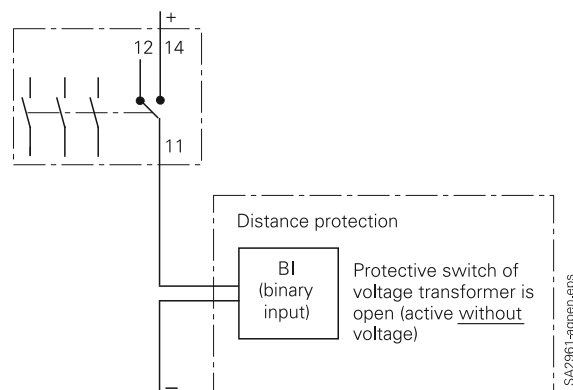 +
12 14
11
Distance protection
BI
(binary
input)
Protective switch of
voltage transformer is
open (active without
voltage)
–
SA2961-agpen.eps